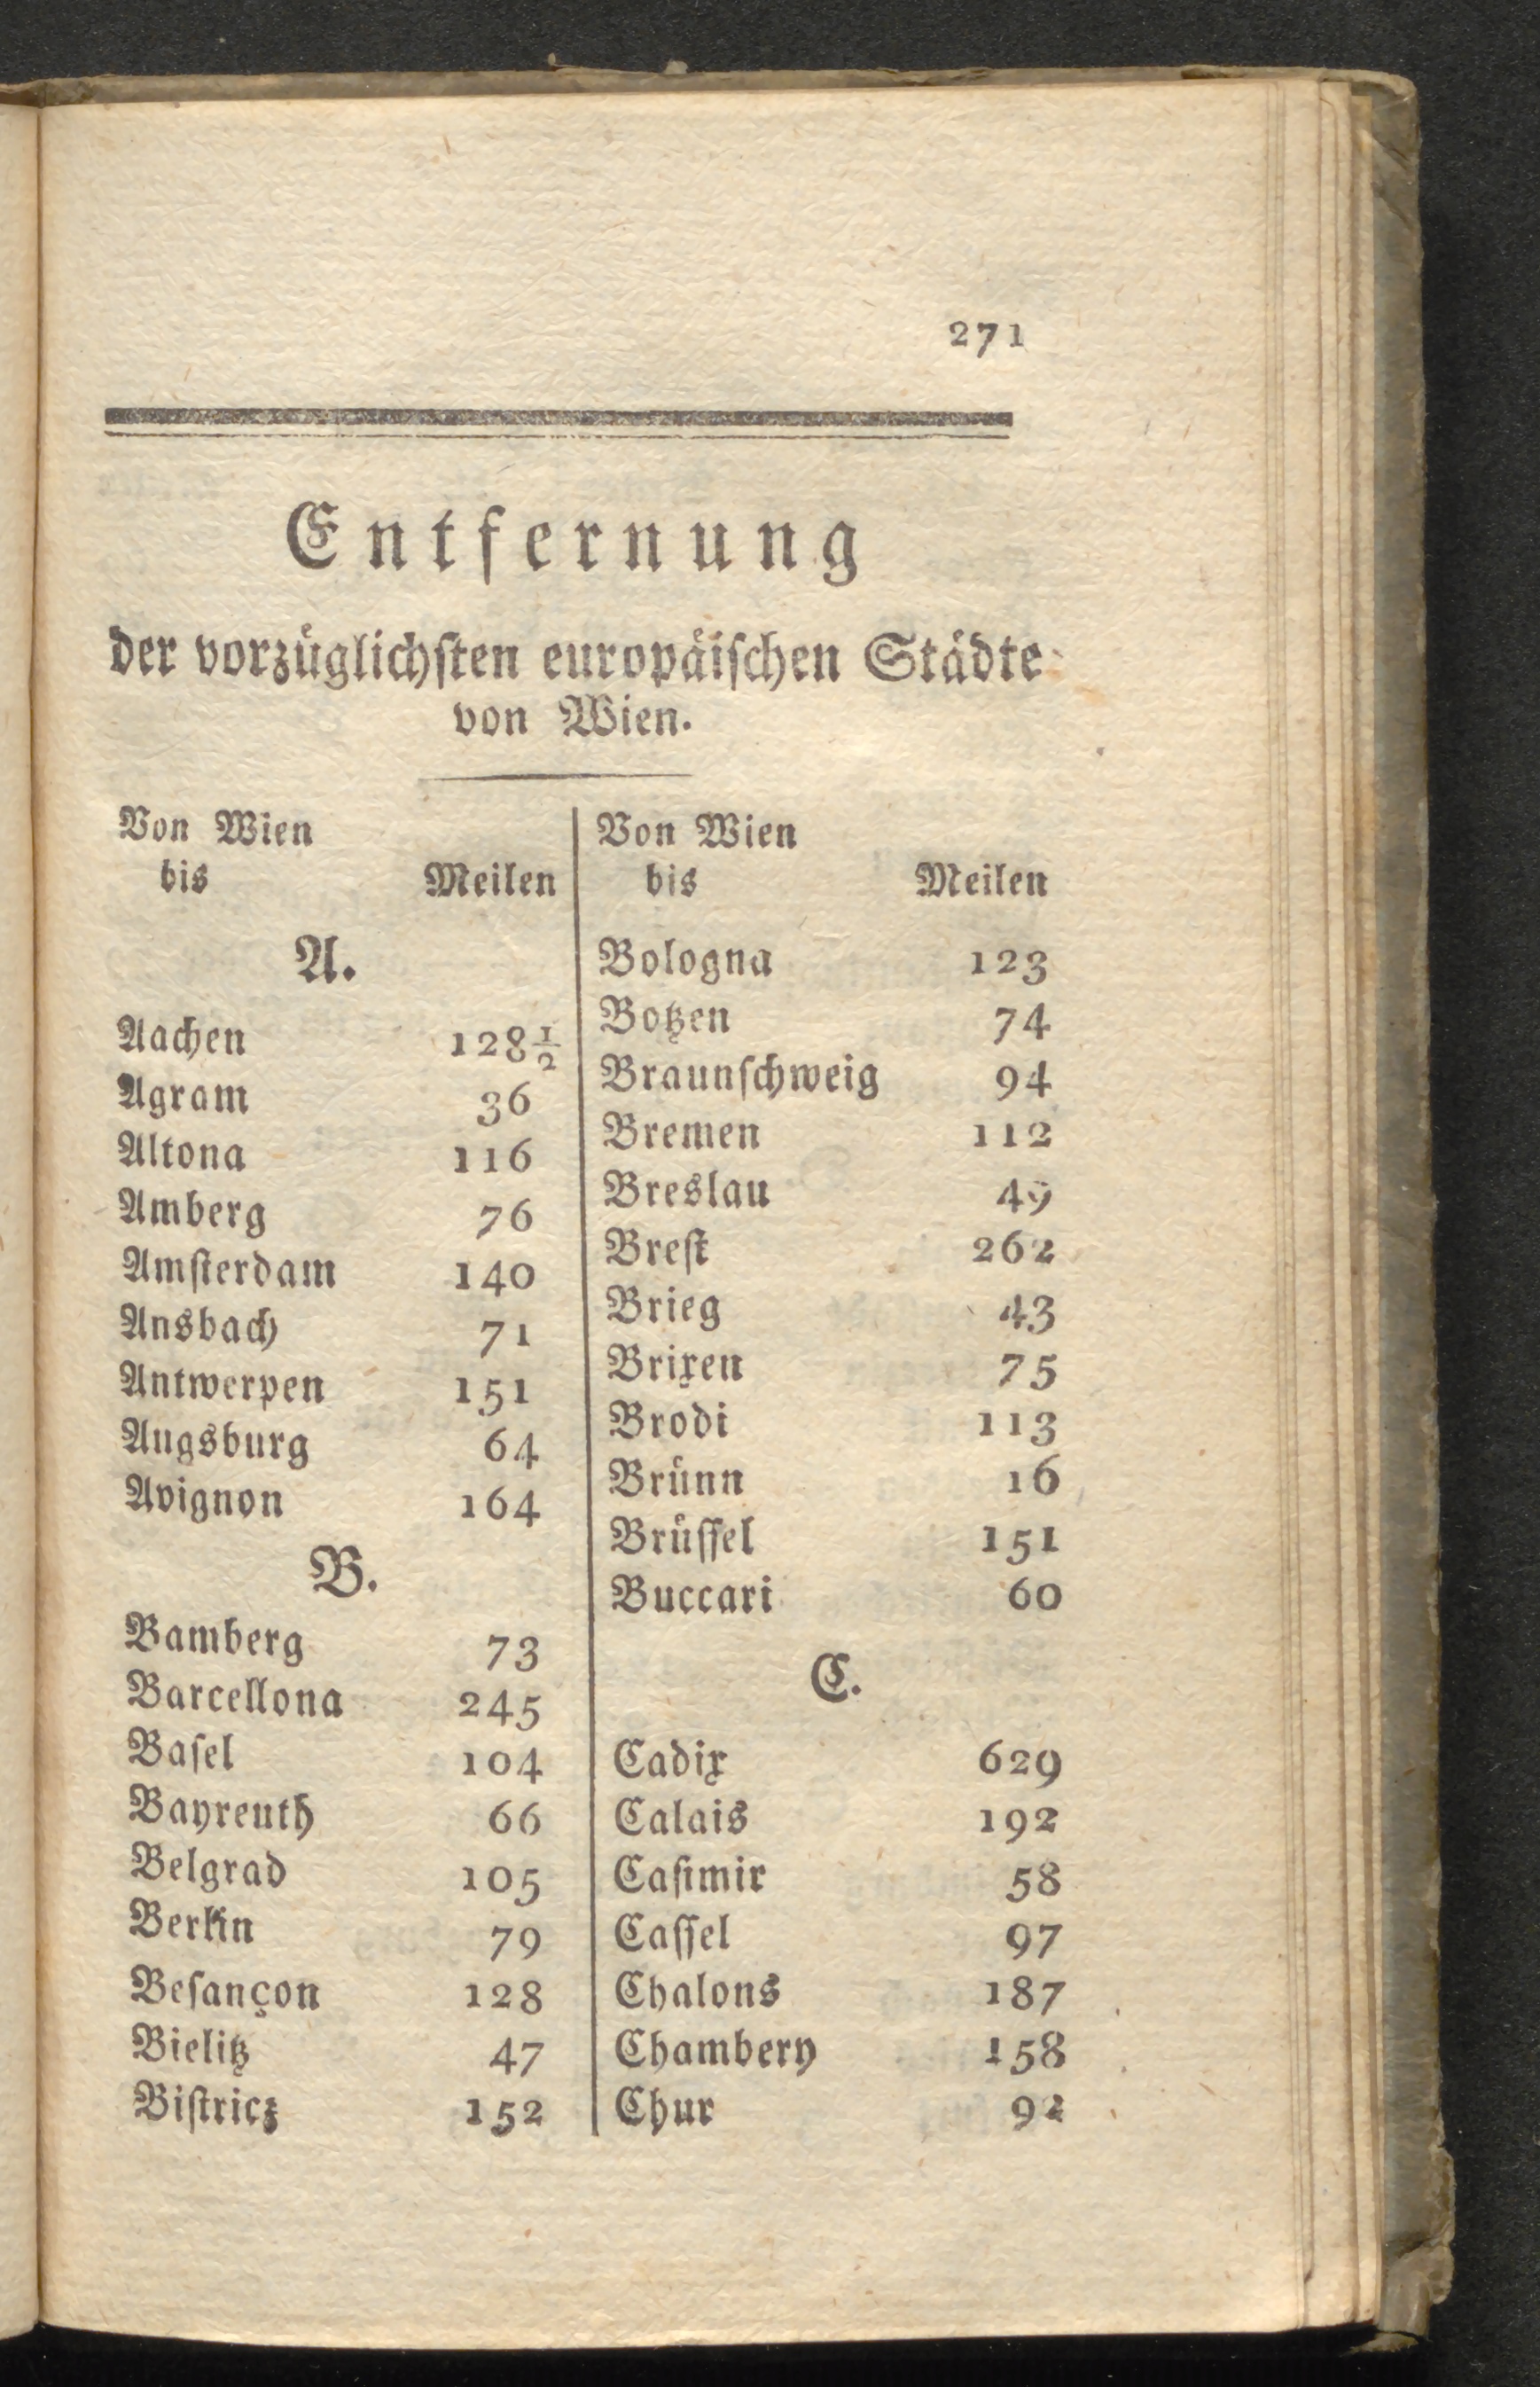 271
Entfernung
der vorzüglichſten europäiſchen Städte
von Wien.
Von Wien
bis Meilen
A.
Aachen 128½
Agram 36
Altona 116
Amberg 76
Amſterdam 140
Ansbach 71
Antwerpen 151
Augsburg 64
Avignon 164
B.
Bamberg 73
Barcellona 245
Baſel 104
Bayreuth 66
Belgrad 105
Berlin 79
Beſançon 128
Bielitz 47
Biſtricz 152
Von Wien
bis Meilen
Bologna 123
Botzen 74
Braunſchweig 94
Bremen 112
Breslau 49
Breſt 262
Brieg 43
Brixen 75
Brodi 113
Brünn 16
Brüſſel 151
Buccari 60
C.
Cadix 629
Calais 192
Caſimir 58
Caſſel 97
Chalons 187
Chambery 158
Chur 92